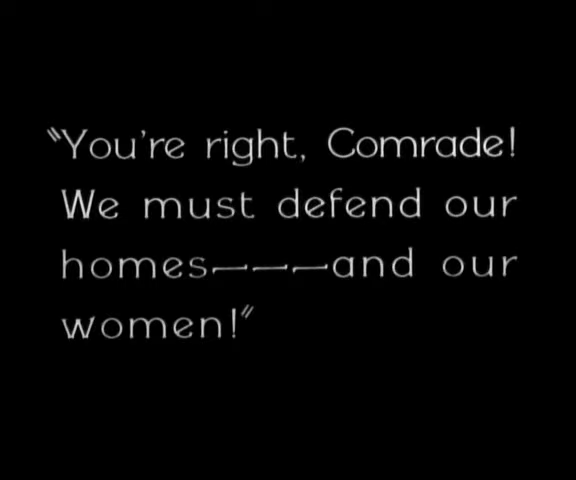 "You're right, Comrade!
We must defend our
homes———and our
women!"